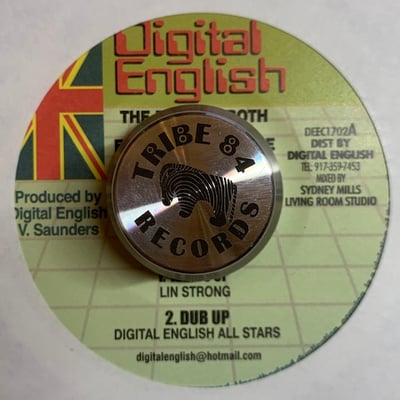 Digital
English
THE
OTH
DEEC1702A
DIST BY
DIGITAL ENGLISH
TEL: 917-359-7453
MIXED BY
SYDNEY MILLS
LIVING ROOM STUDIO
TRIBE 84
RECORDS
Produced by
Digital English
V. Saunders
LIN STRONG
2. DUB UP
DIGITAL ENGLISH ALL STARS
digitalenglish@hotmail.com